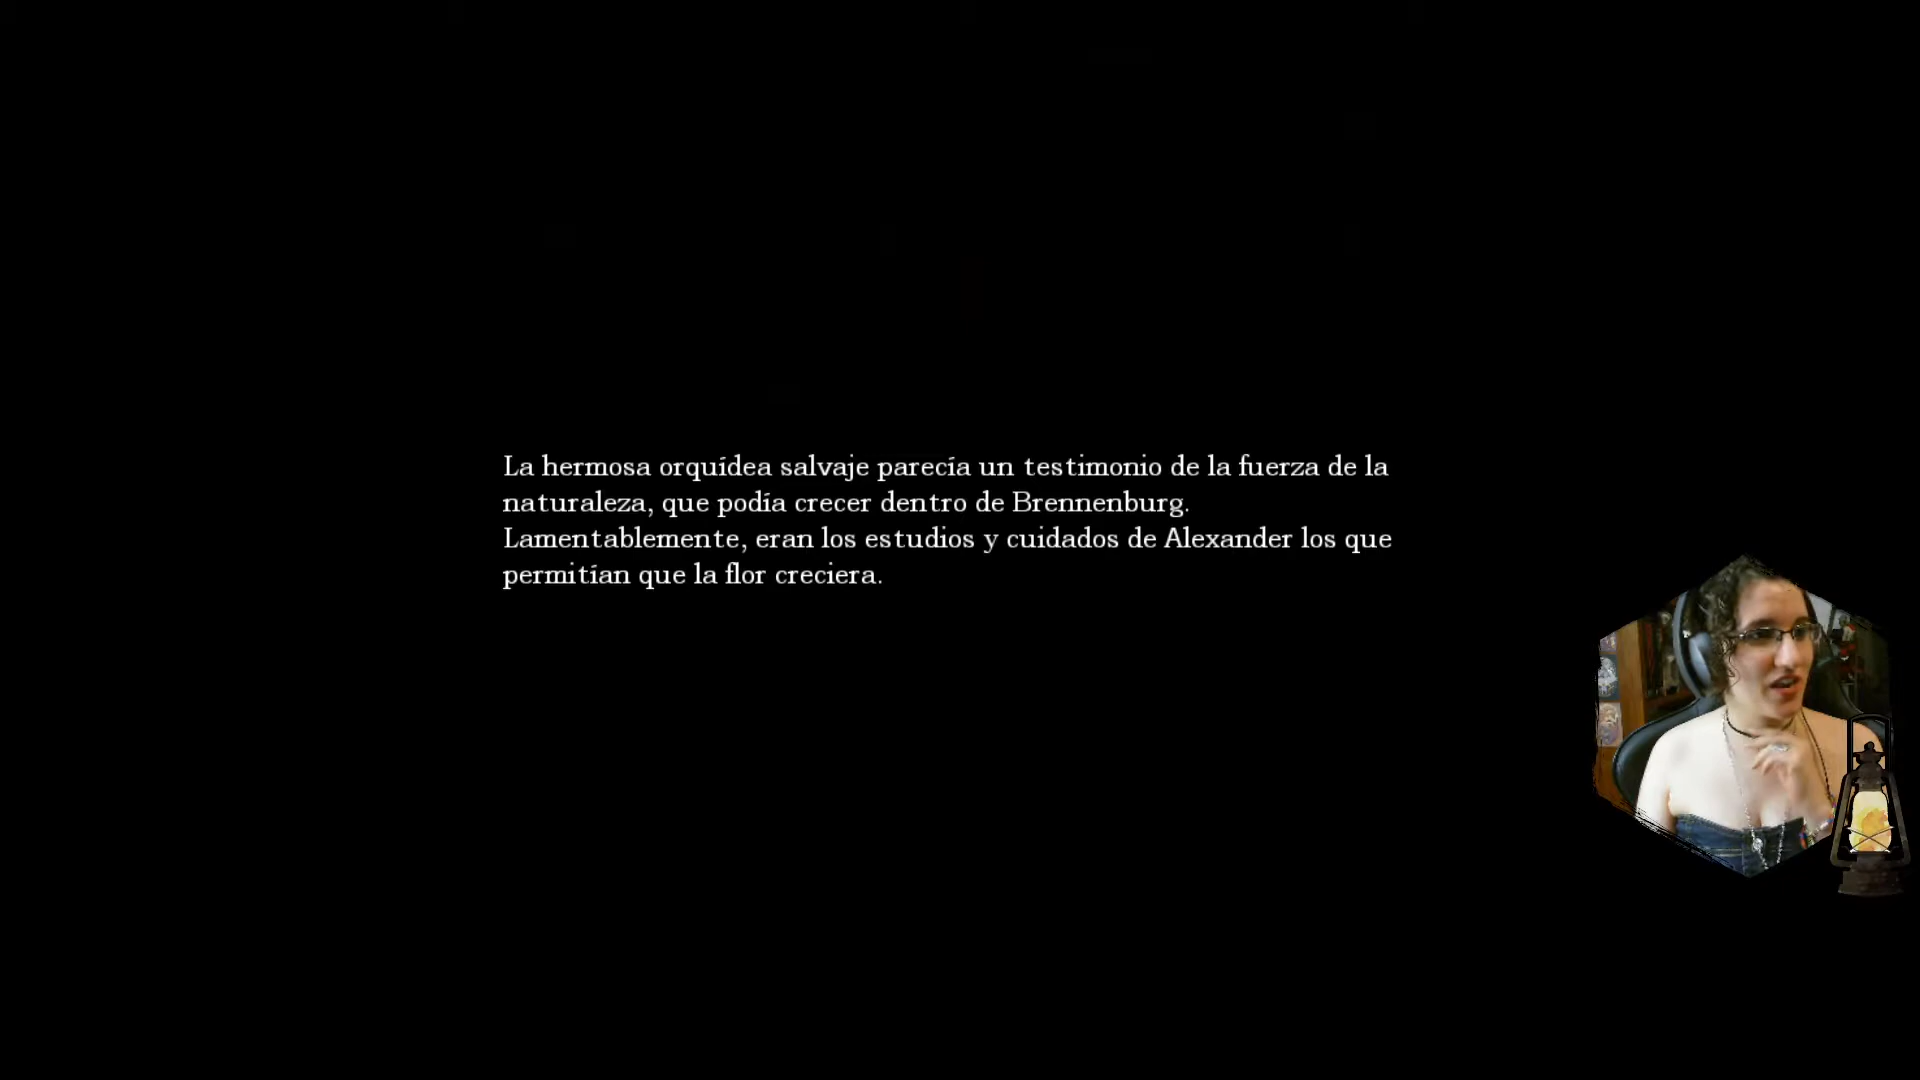 La hermosa orquídea salvaje parecía un testimonio de la fuerza de la
naturaleza, que podía crecer dentro de Brennenburg.
Lamentablemente, eran los estudios y cuidados de Alexander los que
permitían que la flor creciera.